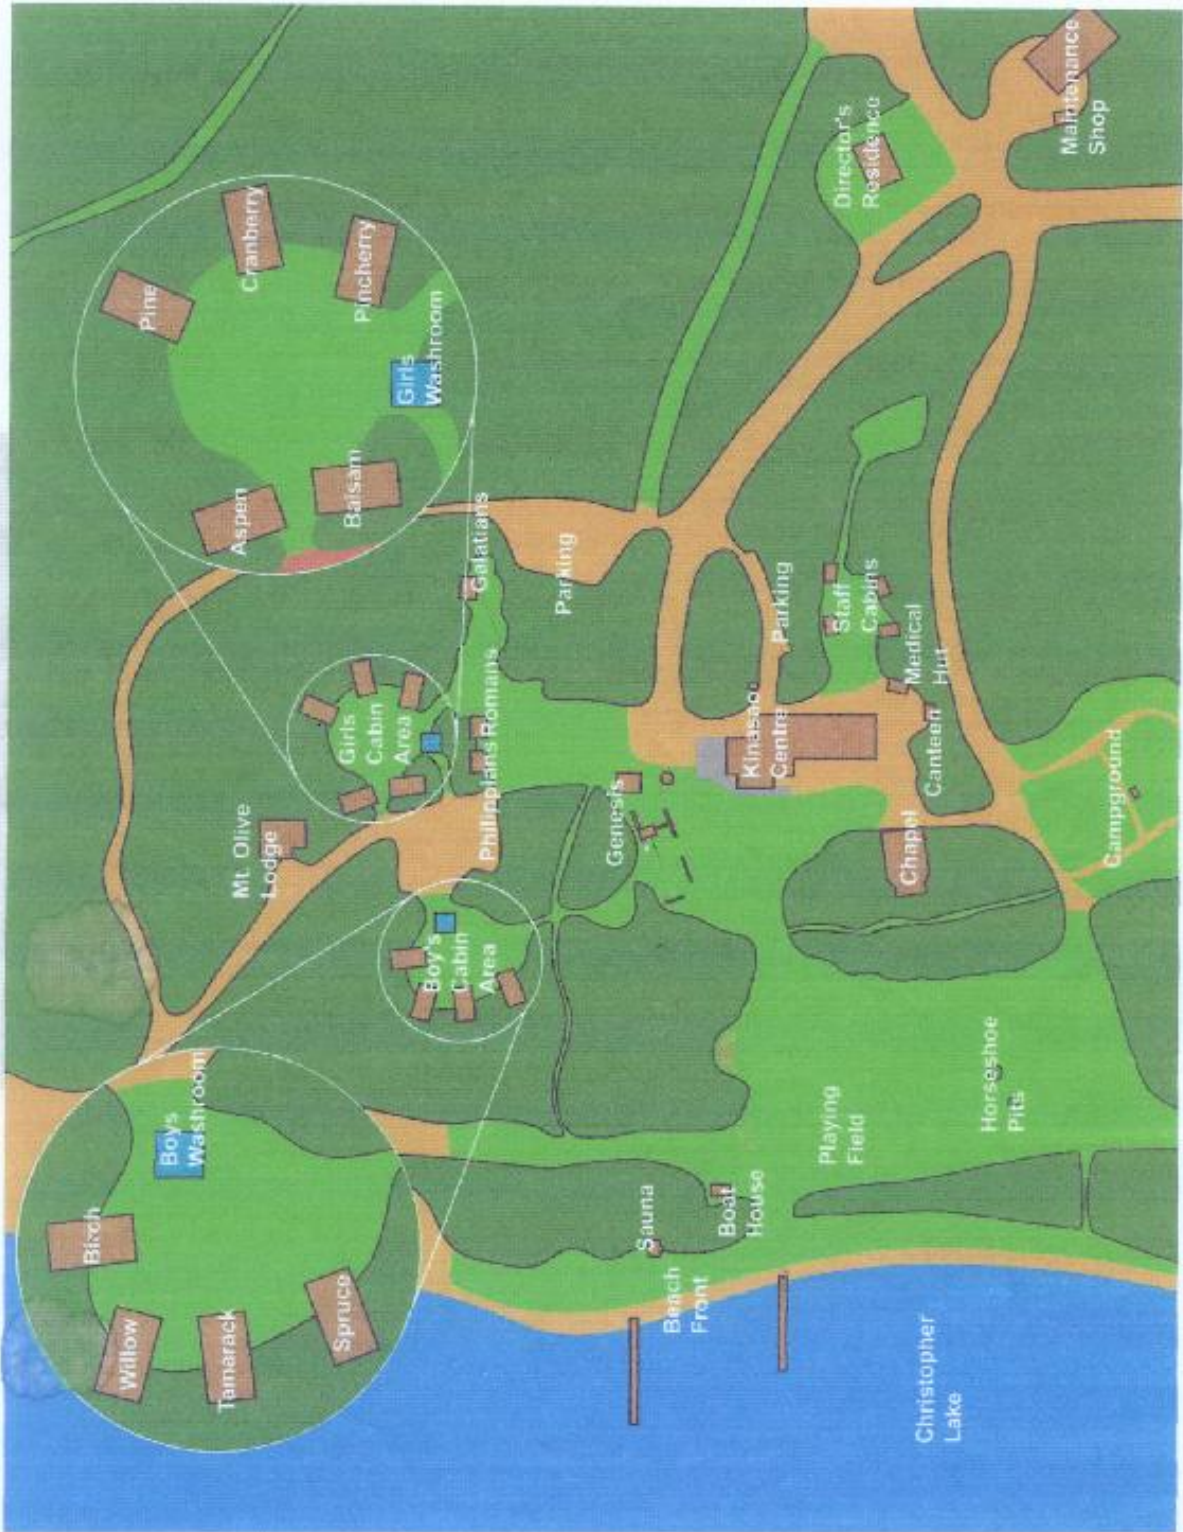 Willow
Birch
Tamarack
Spruce
Boys
Washroom
Pine
Cranberry
Pincherry
Girls
Washroom
Aspen
Balsam
Mt. Olive
Lodge
Girls
Cabin
Area
Boy's
Cabin
Area
Philippians
Romans
Galatians
Parking
Genesis
Sauna
Beach
Front
Boat
House
Kinasao
Centre
Parking
Playing
Field
Staff
Cabins
Director's
Residence
Chapel
Canteen
Medical
Hut
Christopher
Lake
Horseshoe
Pits
Campground
Maintenance
Shop